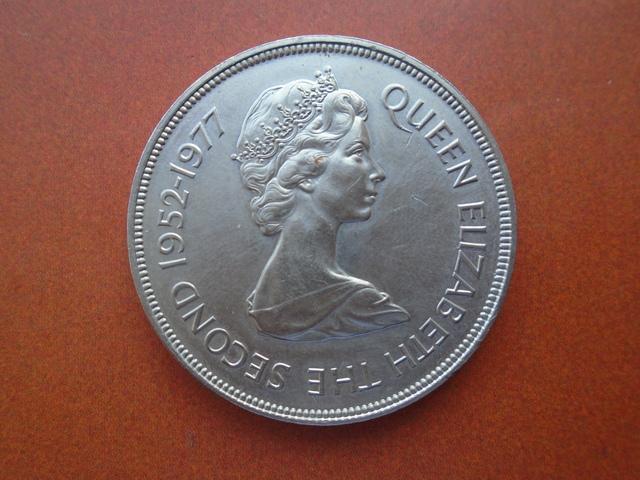 QUEEN ELIZABETH THE SECOND 1952-1977